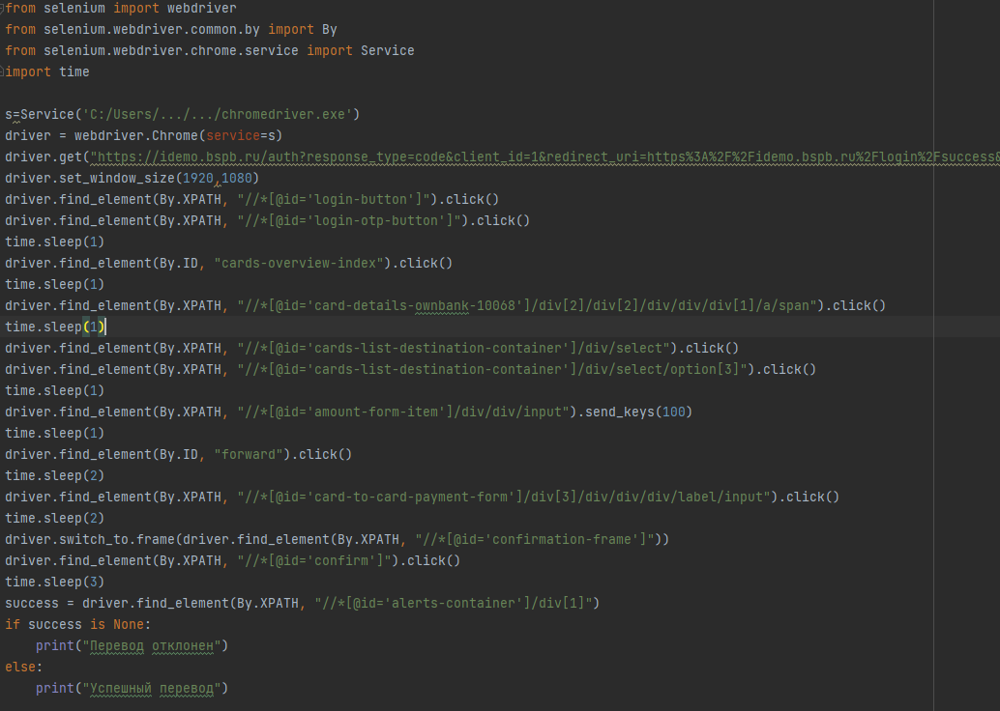 from selenium import webdriver
from selenium.webdriver.common.by import By
from selenium.webdriver.chrome.service import Service
import time
s=Service('C:/Users/.../.../chromedriver.exe')
driver = webdriver.Chrome(service=s)
driver.get("https://idemo.bspb.ru/auth?response_type=code&client_id=1&redirect_uri=https%3A%2F%2Fidemo.bspb.ru%2Flogin%2Fsuccess&
driver.set_window_size(1920,1080)
driver.find_element(By.XPATH, "//*[@id='login-button']").click()
driver.find_element(By.XPATH, "//*[@id='login-otp-button']").click()
time.sleep(1)
driver.find_element(By.ID, "cards-overview-index").click()
time.sleep(1)
driver.find_element(By.XPATH, "//*[@id='card-details-ownbank-10068']/div[2]/div[2]/div/div/div[1]/a/span").click()
time.sleep(1)
driver.find_element(By.XPATH, "//*[@id='cards-list-destination-container']/div/select").click()
driver.find_element(By.XPATH, "//*[@id='cards-list-destination-container']/div/select/option[3]").click()
time.sleep(1)
driver.find_element(By.XPATH, "//*[@id='amount-form-item']/div/div/input").send_keys(100)
time.sleep(1)
driver.find_element(By.ID, "forward").click()
time.sleep(2)
driver.find_element(By.XPATH, "//*[@id='card-to-card-payment-form']/div[3]/div/div/div/label/input").click()
time.sleep(2)
driver.switch_to.frame(driver.find_element(By.XPATH, "//*[@id='confirmation-frame']"))
driver.find_element(By.XPATH, "//*[@id='confirm']").click()
time.sleep(3)
success = driver.find_element(By.XPATH, "//*[@id='alerts-container']/div[1]")
if success is None:
    print("Перевод отклонен")
else:
    print("Успешный перевод")